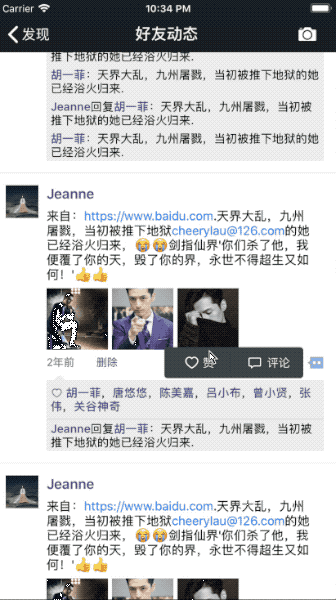 Carrier 10:34 PM
发现 好友动态
推下地狱的她已经浴火归来.
胡一菲：天界大乱，九州屠戮，当初被推下地狱的她已经浴火归来.
Jeanne回复胡一菲：天界大乱，九州屠戮，当初被推下地狱的她已经浴火归来.
胡一菲：天界大乱，九州屠戮，当初被推下地狱的她已经浴火归来.
Jeanne
来自：https://www.baidu.com.天界大乱，九州
屠戮，当初被推下地狱cheerylau@126.com的她
已经浴火归来，😭😭剑指仙界'你们杀了他，我
便覆了你的天，毁了你的界，永世不得超生又如
何！'👍👍
2年前 删除 赞 评论
胡一菲，唐悠悠，陈美嘉，吕小布，曾小贤，张
伟，关谷神奇
Jeanne回复胡一菲：天界大乱，九州屠戮，当初被
推下地狱的她已经浴火归来.
Jeanne
来自：https://www.baidu.com.天界大乱，九州
屠戮，当初被推下地狱cheerylau@126.com的她
已经浴火归来，😭😭剑指仙界'你们杀了他，我
便覆了你的天，毁了你的界，永世不得超生又如
何！'👍👍